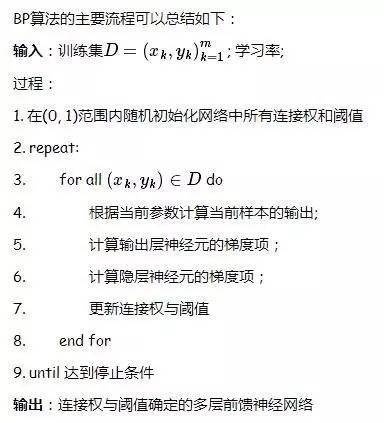 BP算法的主要流程可以总结如下：
输入：训练集D = (x_k, y_k)_{k=1}^m; 学习率;
过程：
1. 在(0, 1)范围内随机初始化网络中所有连接权和阈值
2. repeat:
3. for all (x_k, y_k) ∈ D do
4. 根据当前参数计算当前样本的输出;
5. 计算输出层神经元的梯度项；
6. 计算隐层神经元的梯度项；
7. 更新连接权与阈值
8. end for
9. until 达到停止条件
输出：连接权与阈值确定的多层前馈神经网络